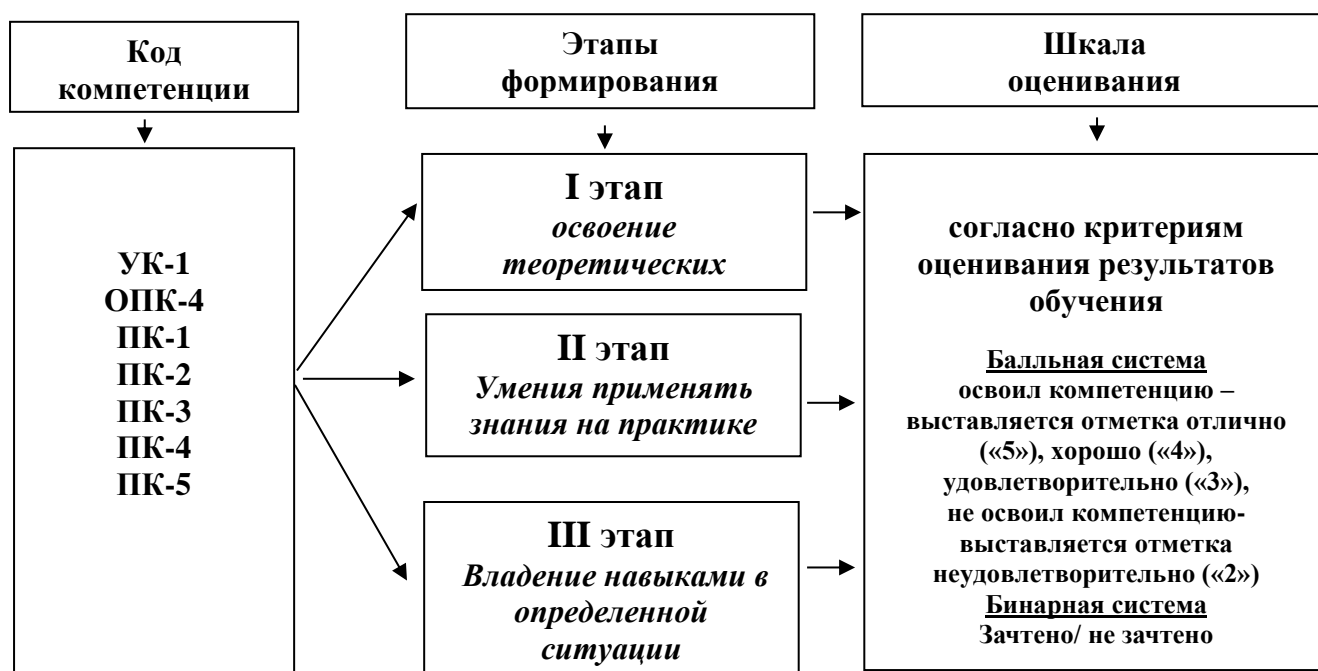 Код
компетенции
Этапы
формирования
Шкала
оценивания
УК-1
ОПК-4
ПК-1
ПК-2
ПК-3
ПК-4
ПК-5
I этап
освоение
теоретических
II этап
Умения применять
знания на практике
III этап
Владение навыками в
определенной
ситуации
согласно критериям
оценивания результатов
обучения
Балльная система
освоил компетенцию –
выставляется отметка отлично
(«5»), хорошо («4»),
удовлетворительно («3»),
не освоил компетенцию-
выставляется отметка
неудовлетворительно («2»)
Бинарная система
Зачтено/ не зачтено